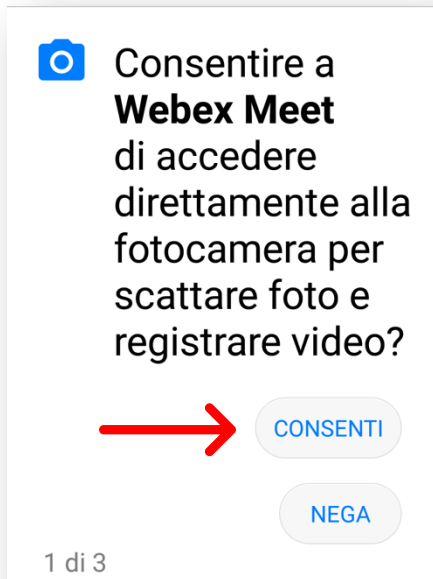 Consentire a
Webex Meet
di accedere
direttamente alla
fotocamera per
scattare foto e
registrare video?
CONSENTI
NEGA
1 di 3